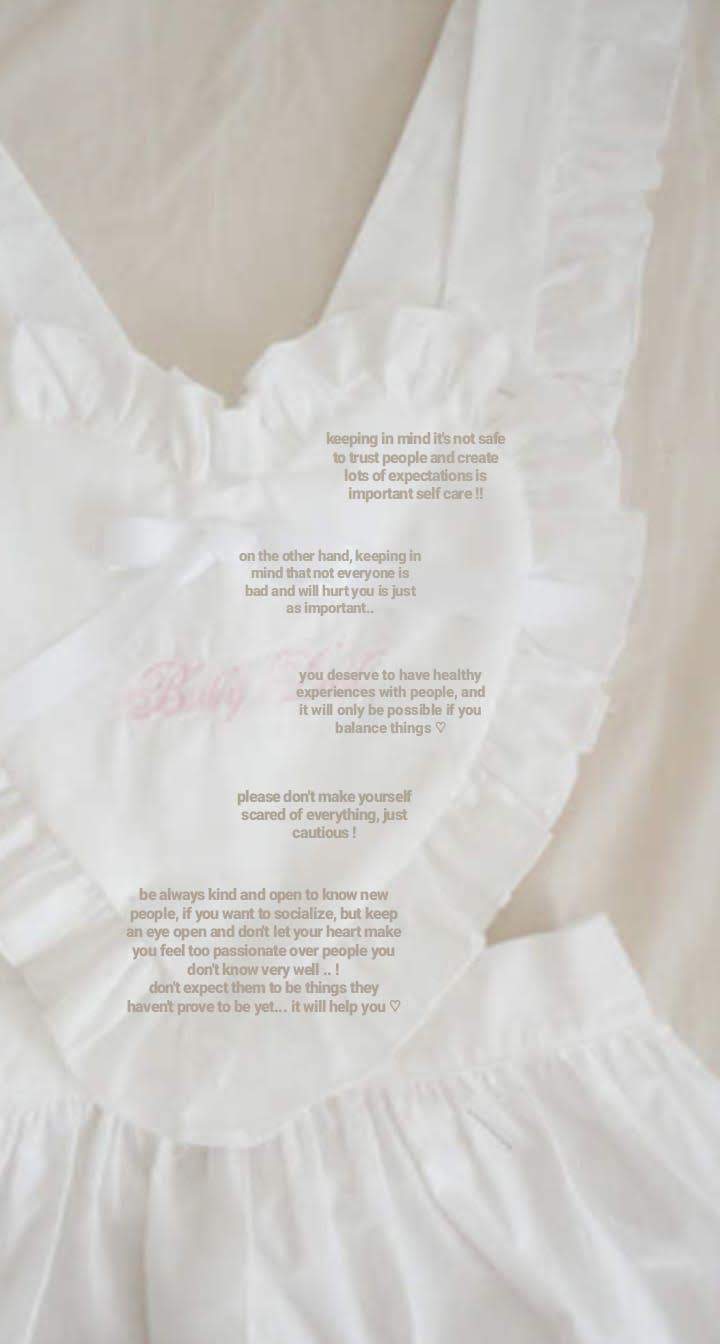 keeping in mind it's not safe
to trust people and create
lots of expectations is
important self care !!
on the other hand, keeping in
mind that not everyone is
bad and will hurt you is just
as important..
Baby
you deserve to have healthy
experiences with people, and
it will only be possible if you
balance things ♡
please don't make yourself
scared of everything, just
cautious !
be always kind and open to know new
people, if you want to socialize, but keep
an eye open and don't let your heart make
you feel too passionate over people you
don't know very well .. !
don't expect them to be things they
haven't prove to be yet... it will help you ♡